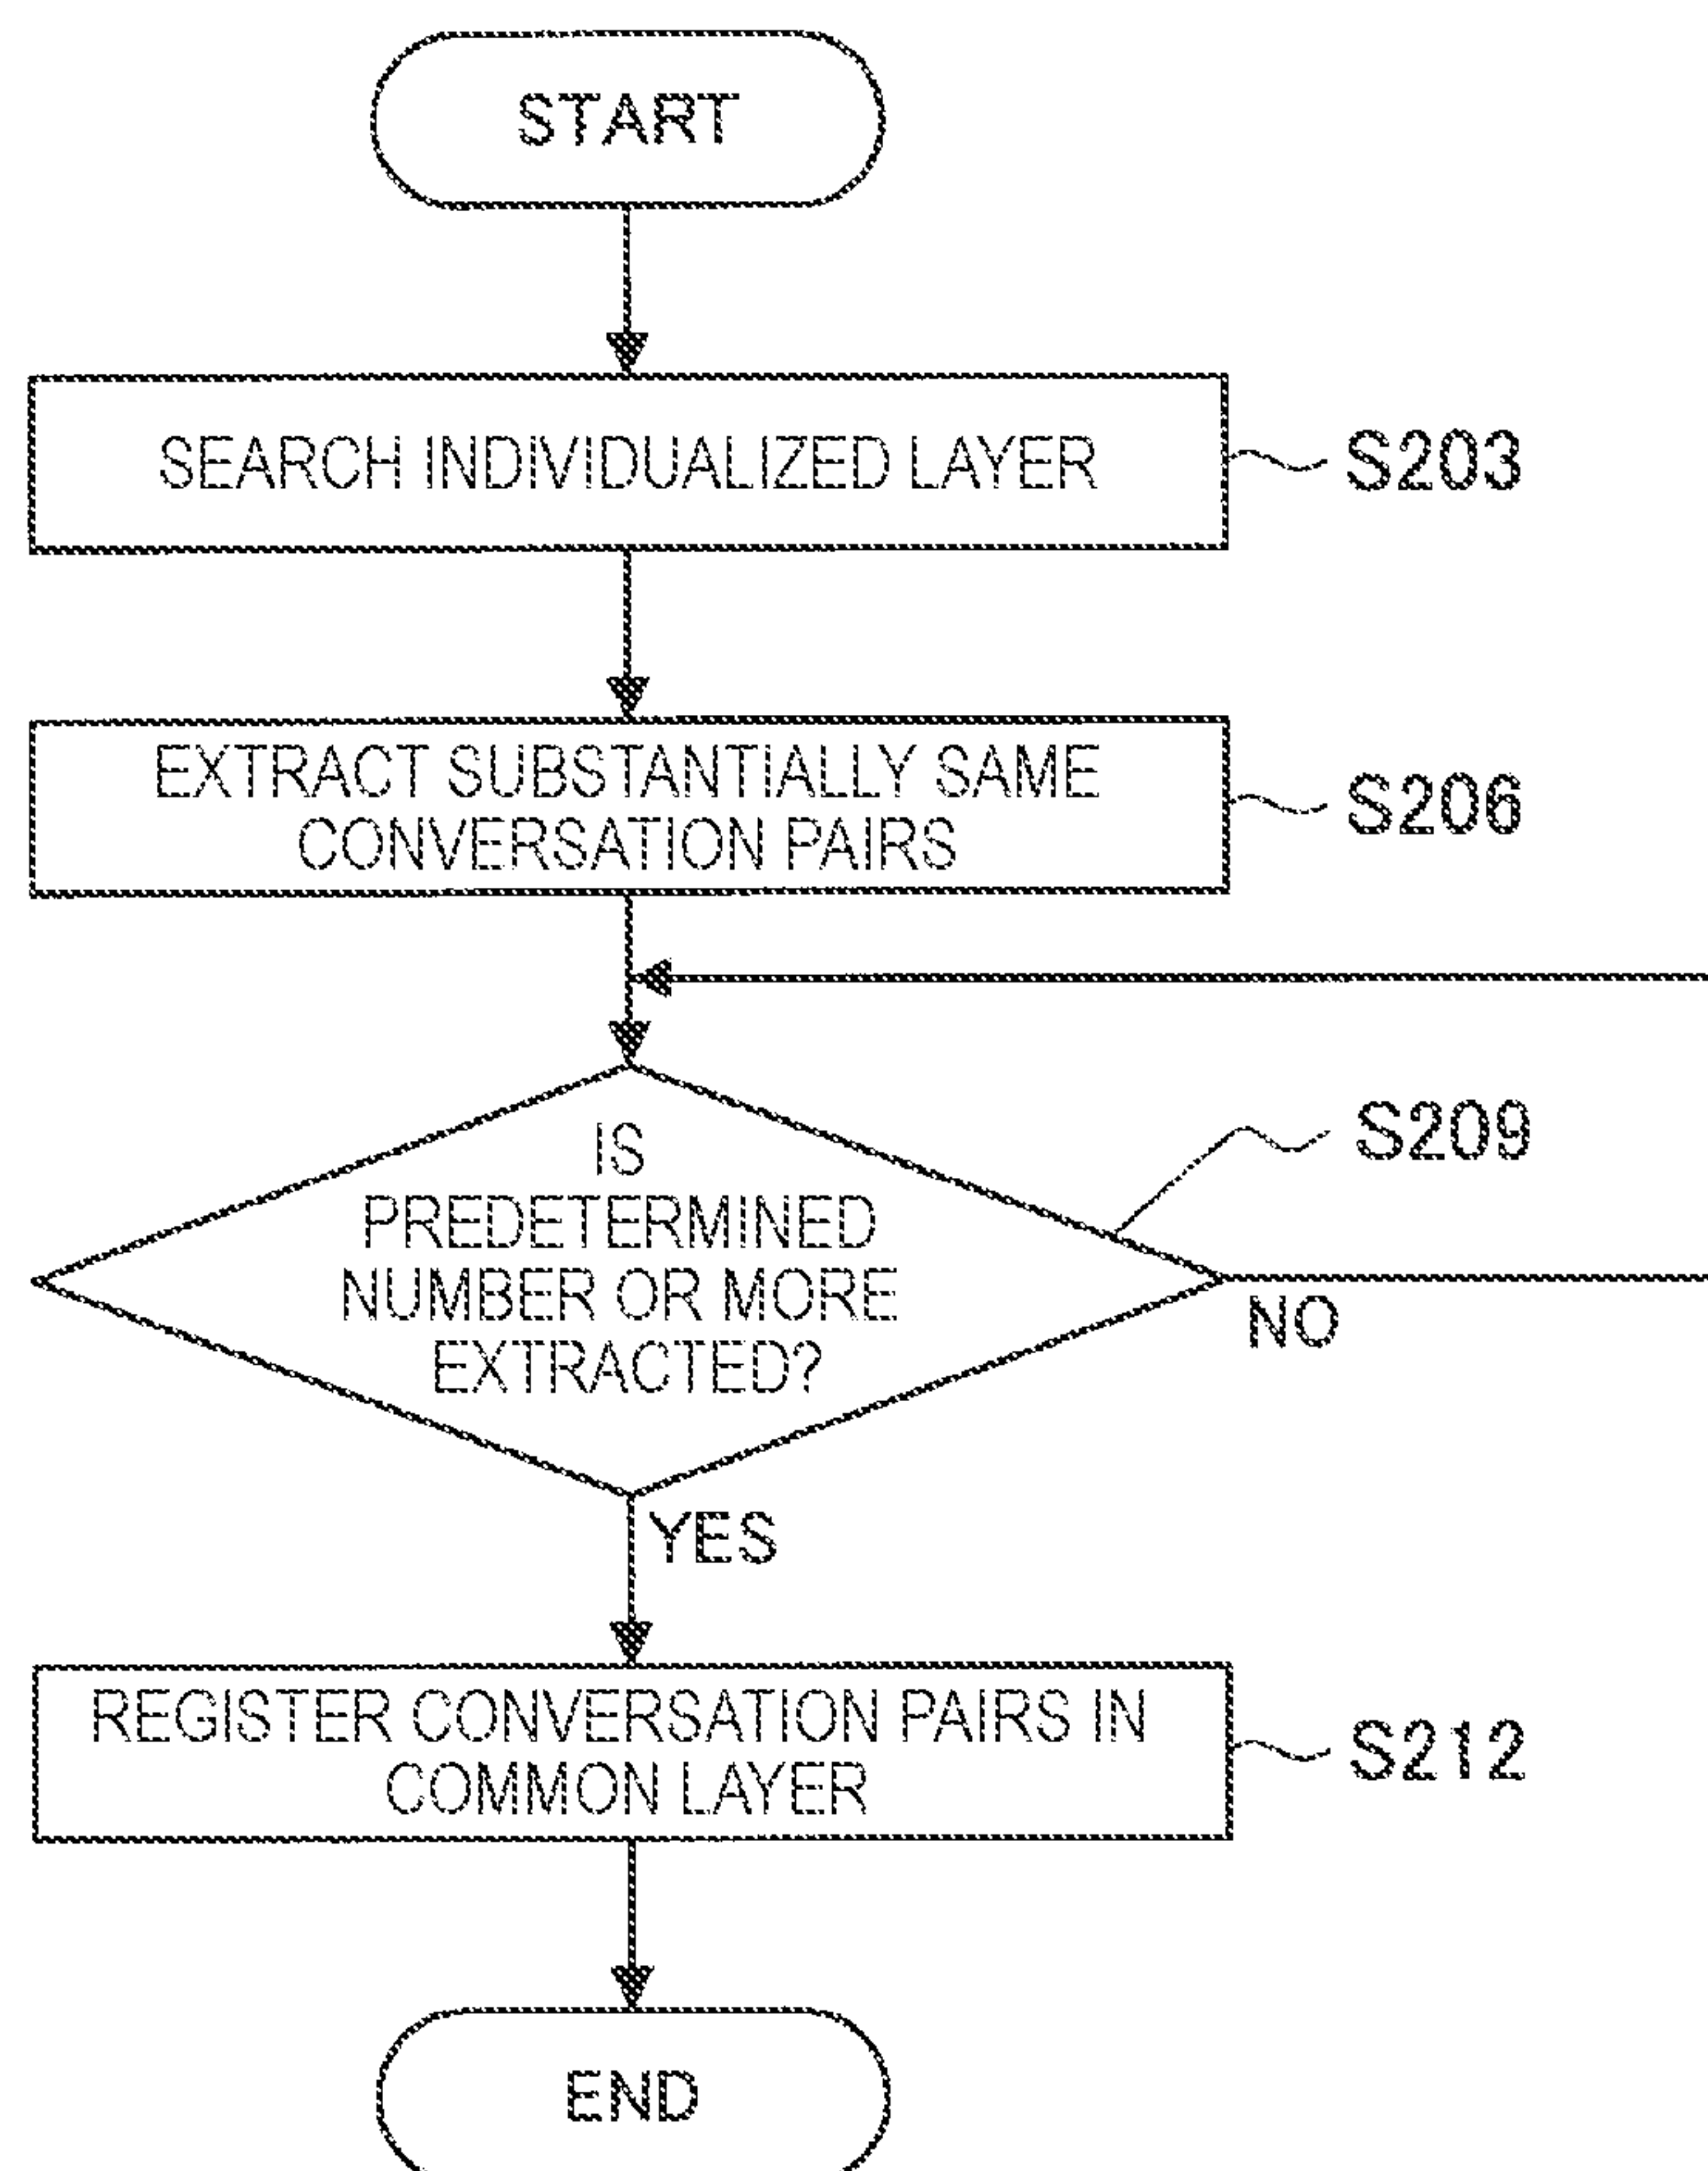 START
SEARCH INDIVIDUALIZED LAYER
S203
EXTRACT SUBSTANTIALLY SAME
CONVERSATION PAIRS
S206
S209
IS
PREDETERMINED
NUMBER OR MORE
EXTRACTED?
NO
YES
REGISTER CONVERSATION PAIRS IN
COMMON LAYER
S212
END